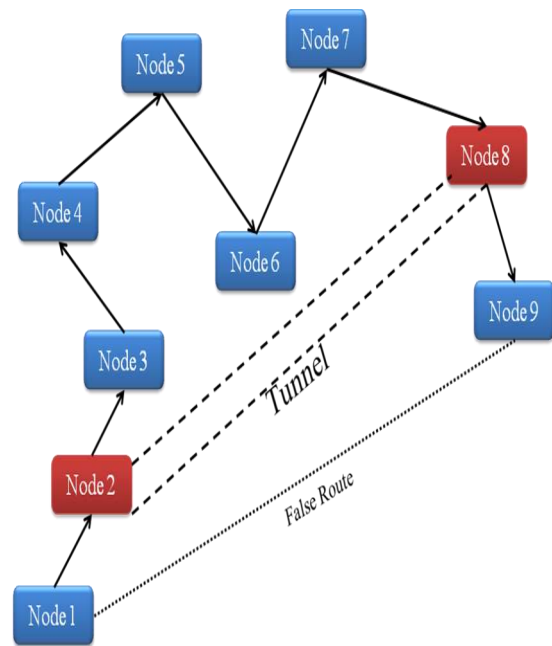 Node 7
Node 5
Node 8
Node 4
Node 6
Node 9
Node 3
Tunnel
Node 2
False Route
Node 1